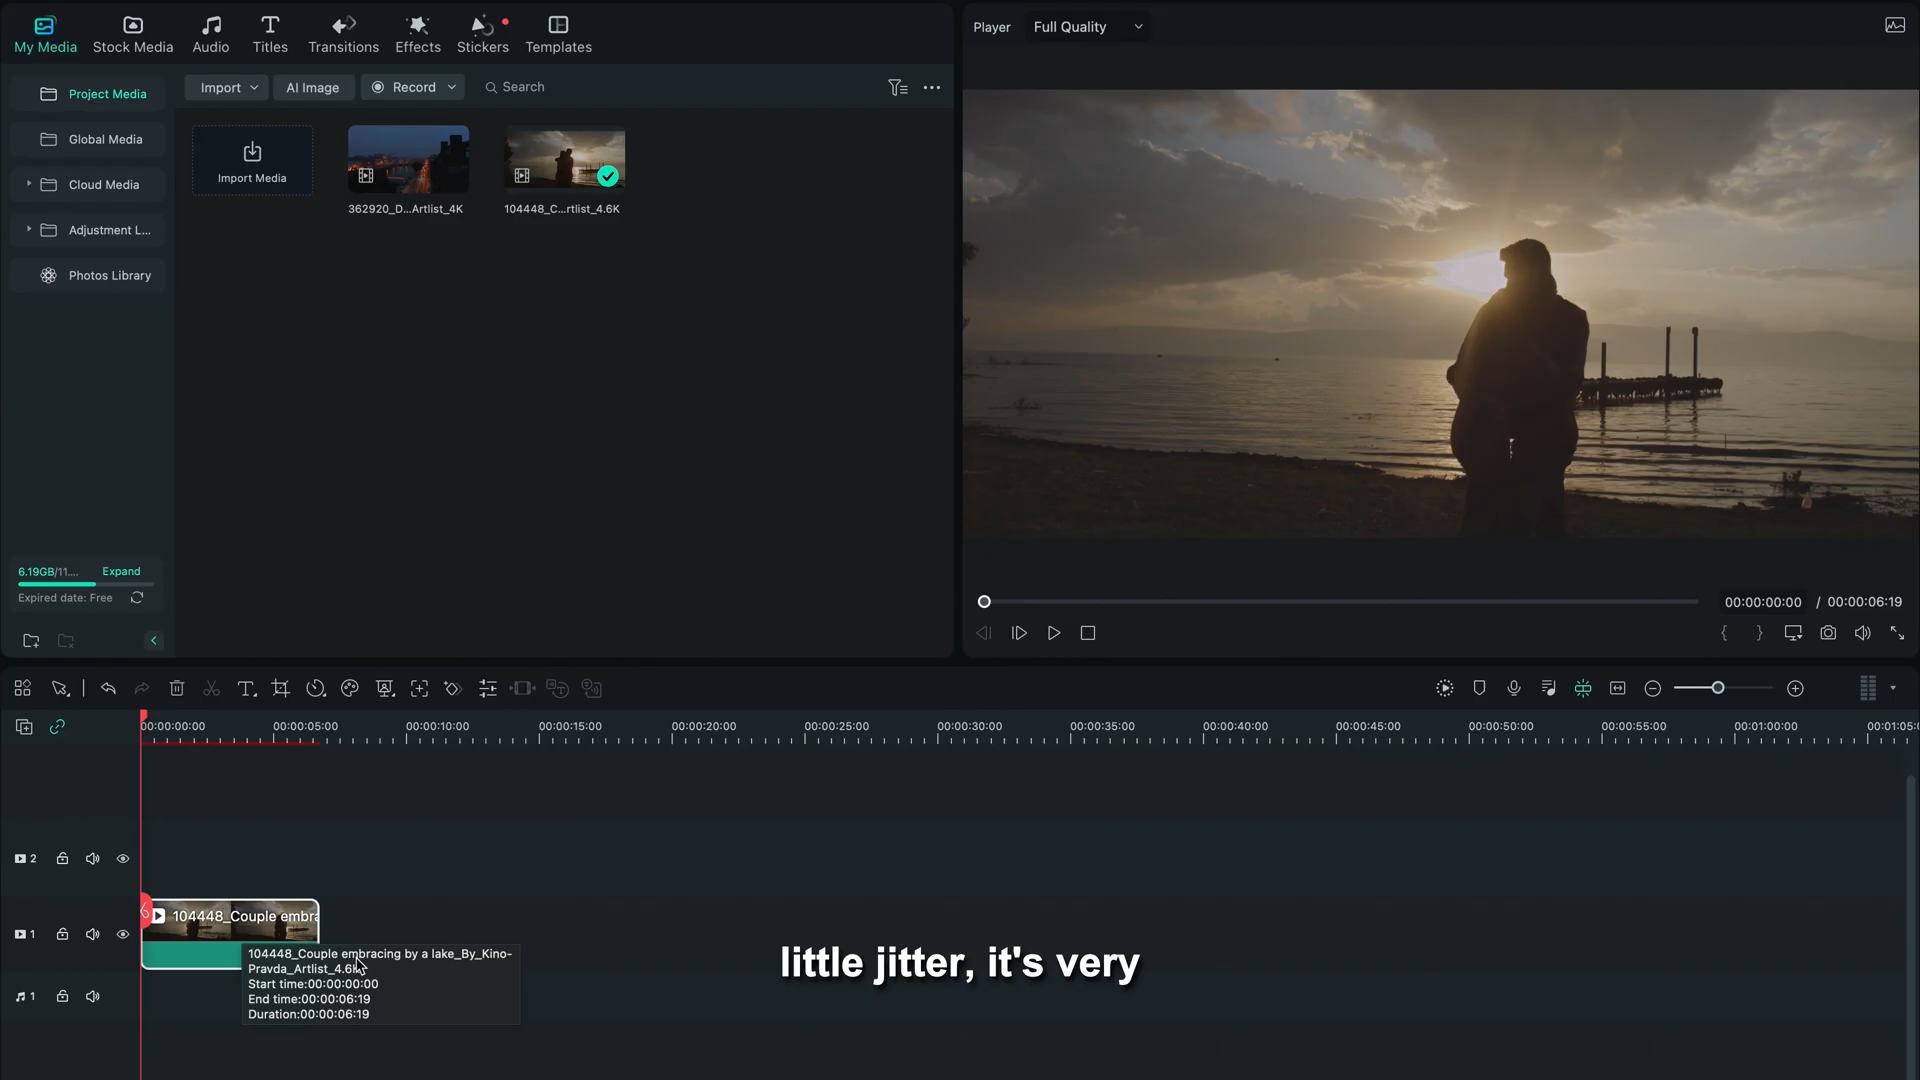 My Media
Stock Media
Audio
Titles
Transitions
Effects
Stickers
Templates
Player
Full Quality
Project Media
Global Media
Cloud Media
Adjustment L...
Photos Library
Import
AI Image
Record
Search
Import Media
362920_D...Artlist_4K
104448_C...rtlist_4.6K
6.19GB/11....
Expand
Expired date: Free
00:00:00:00 / 00:00:06:19
00:00:00:00
00:00:05:00
00:00:10:00
00:00:15:00
00:00:20:00
00:00:25:00
00:00:30:00
00:00:35:00
00:00:40:00
00:00:45:00
00:00:50:00
00:00:55:00
00:01:00:00
00:01:05:
2
1
104448_Couple embra
104448_Couple embracing by a lake_By_Kino-
Pravda_Artlist_4.6K
Start time:00:00:00:00
End time:00:00:06:19
Duration:00:00:06:19
1
little jitter, it's very